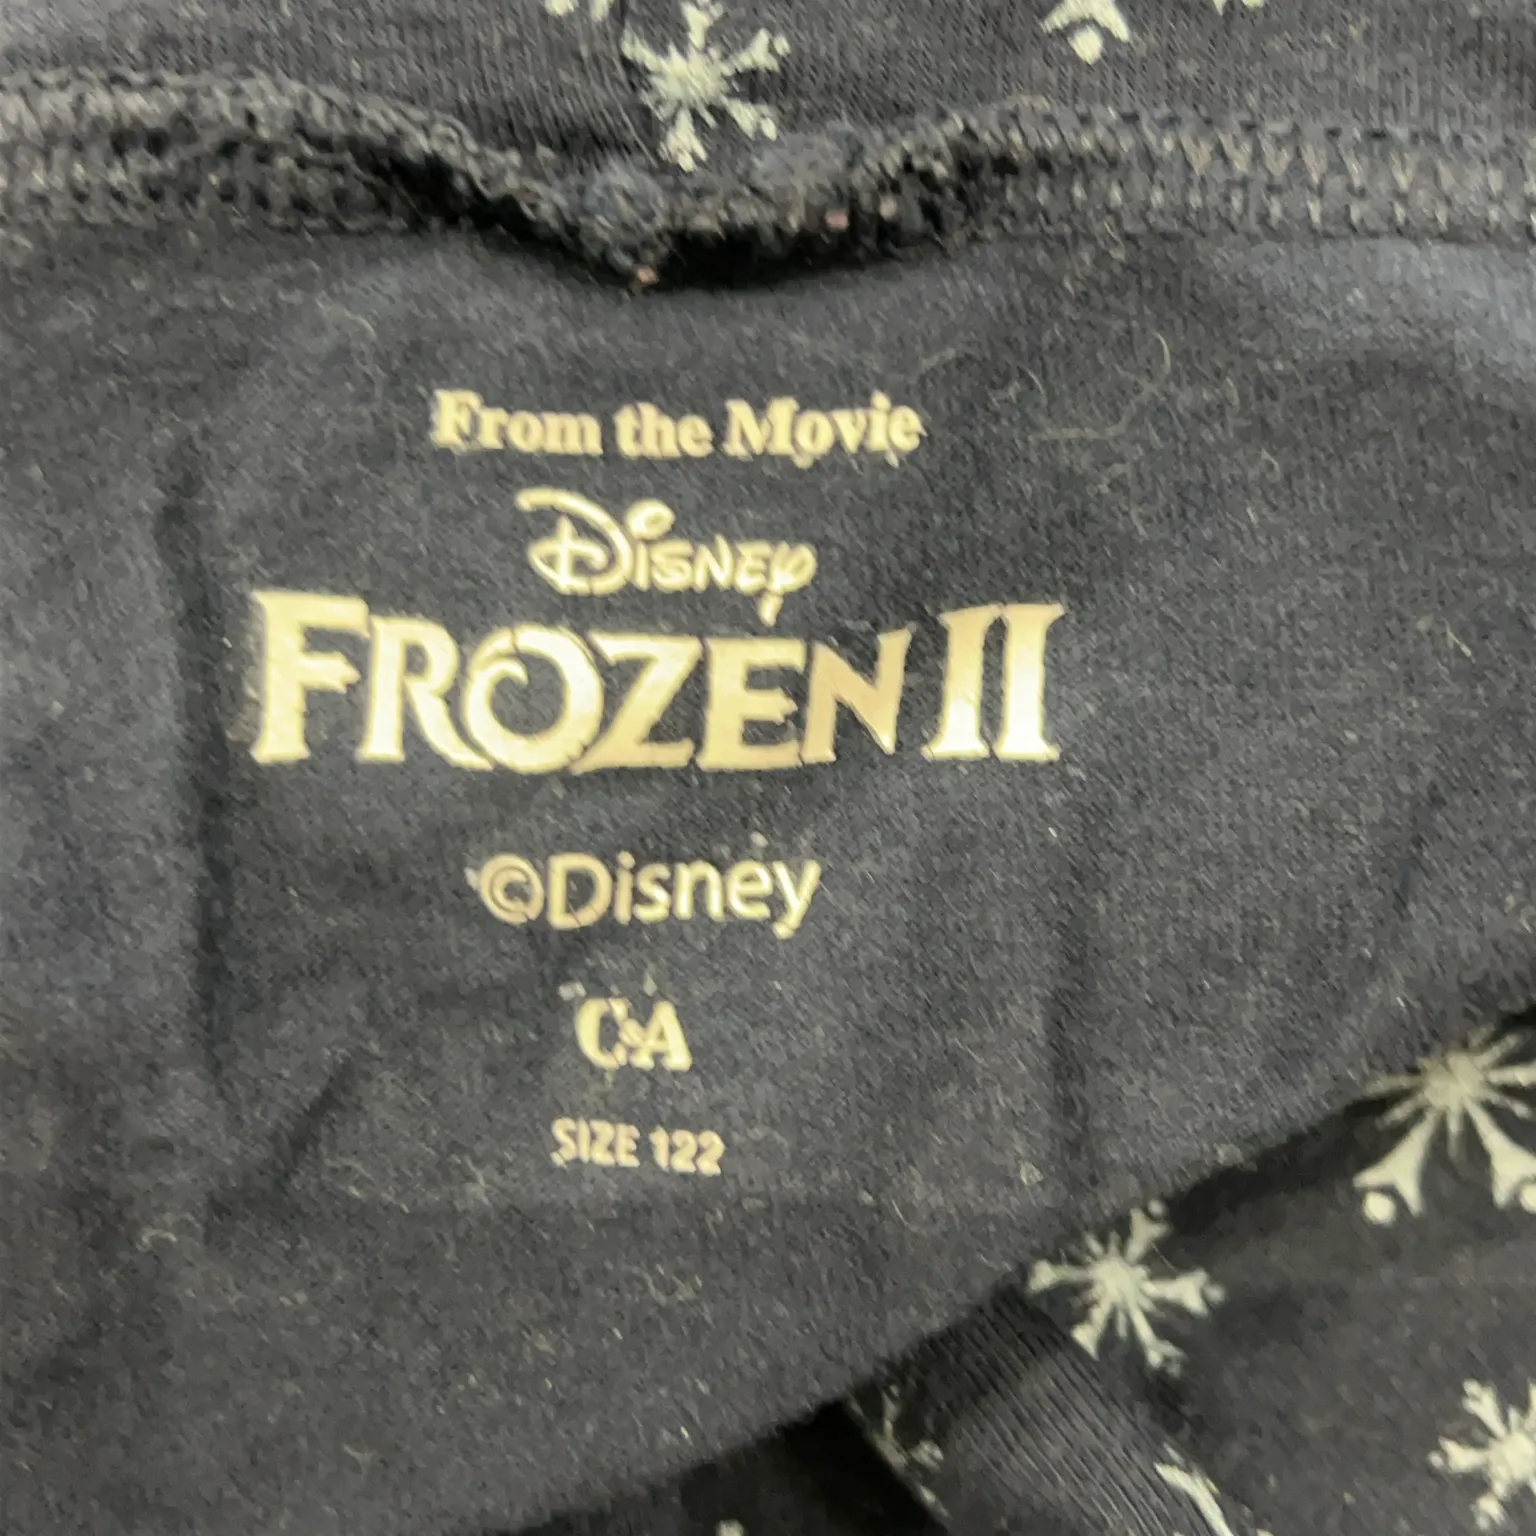 From the Movie
Disney
FROZEN II
©Disney
C&A
SIZE 122